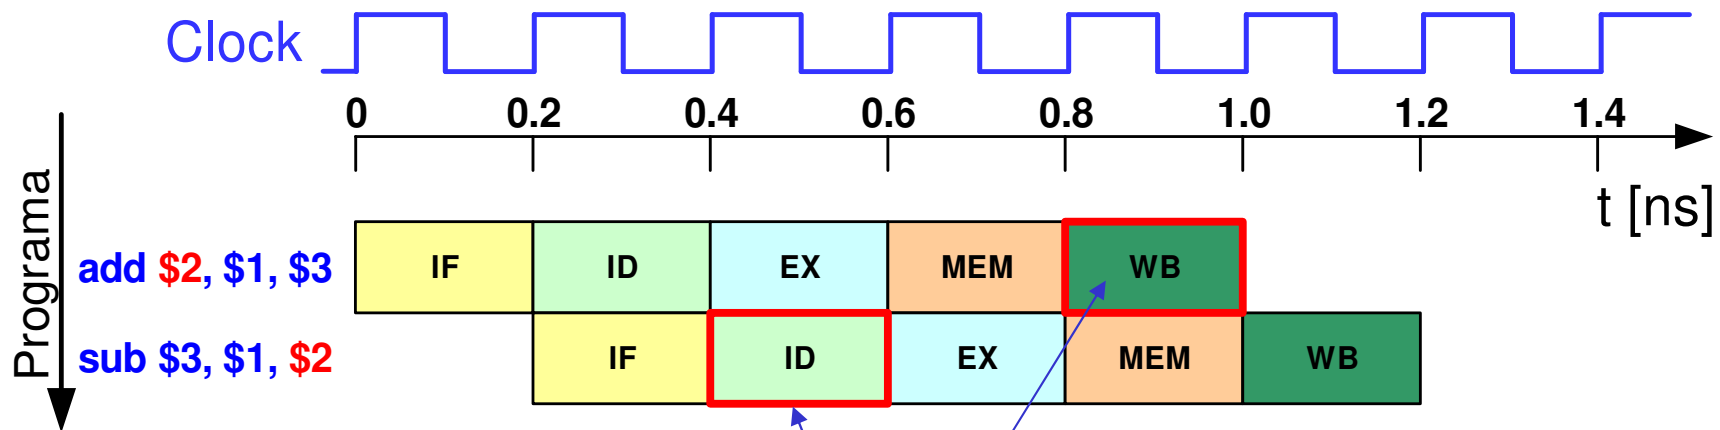 Clock
0 0.2 0.4 0.6 0.8 1.0 1.2 1.4
t [ns]
Programa
add $2, $1, $3 IF ID EX MEM WB
sub $3, $1, $2 IF ID EX MEM WB